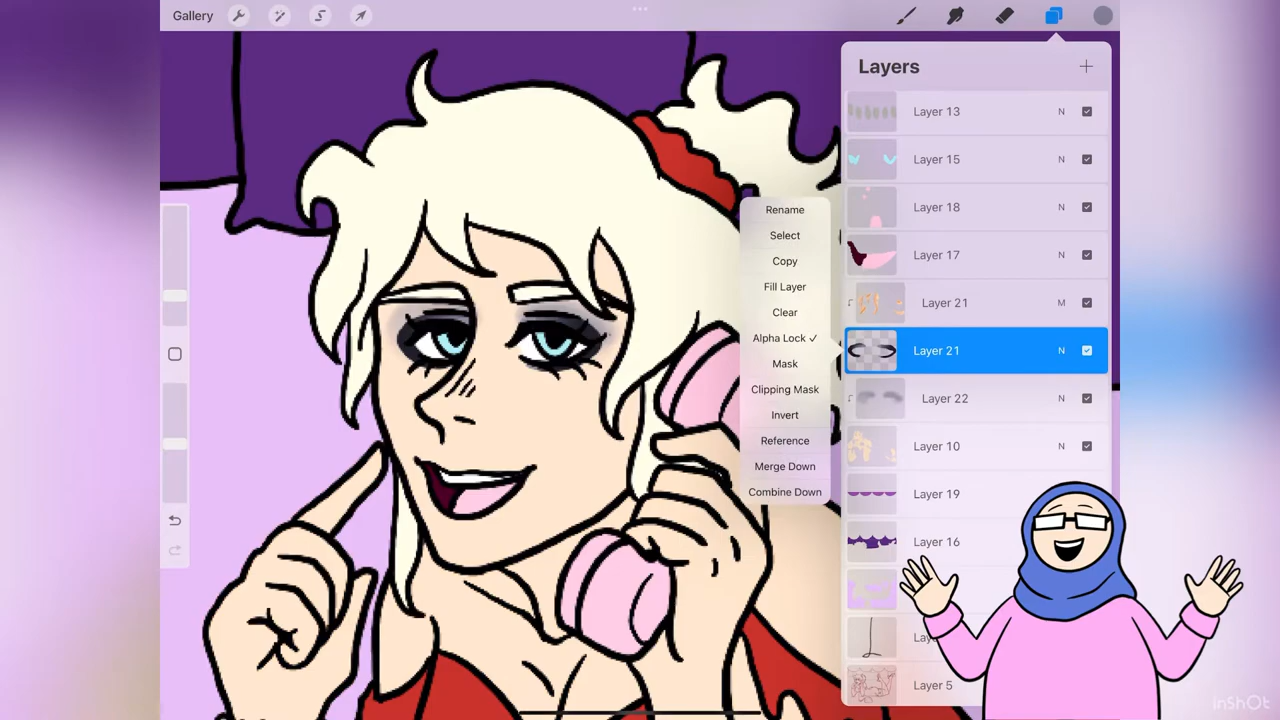 Gallery
Layers
Layer 13 N
Layer 15 N
Layer 18 N
Layer 17 N
Layer 21 M
Layer 21 N
Layer 22 N
Layer 10 N
Layer 19
Layer 16
Lay
Layer 5
Rename
Select
Copy
Fill Layer
Clear
Alpha Lock ✓
Mask
Clipping Mask
Invert
Reference
Merge Down
Combine Down
InShOt